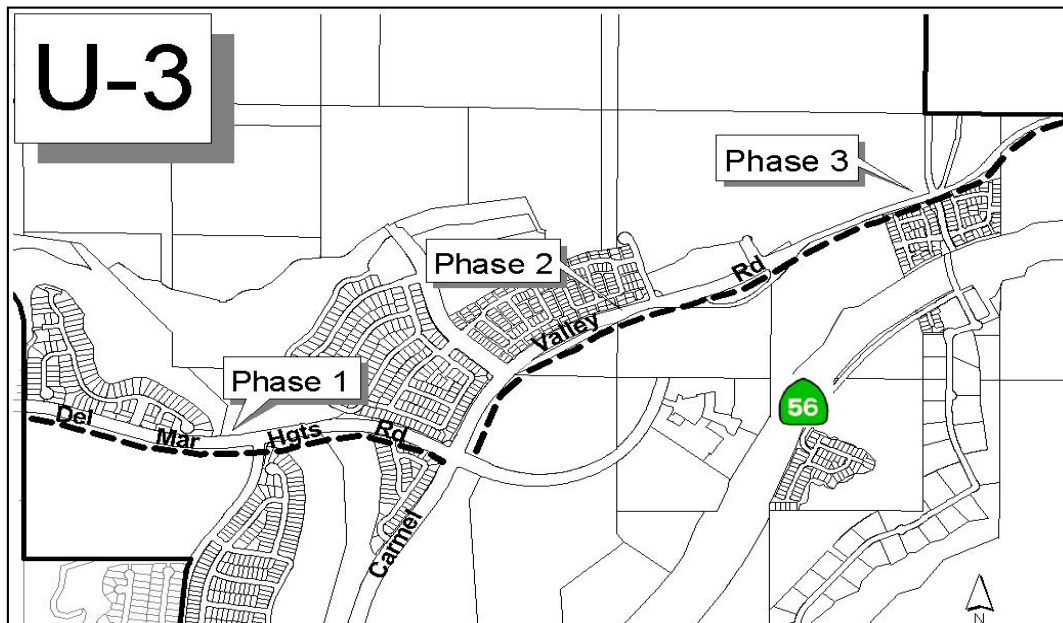 U-3
Phase 3
Phase 2
Rd
Valley
Phase 1
Del Mar Hgts Rd
56
Carmel
N